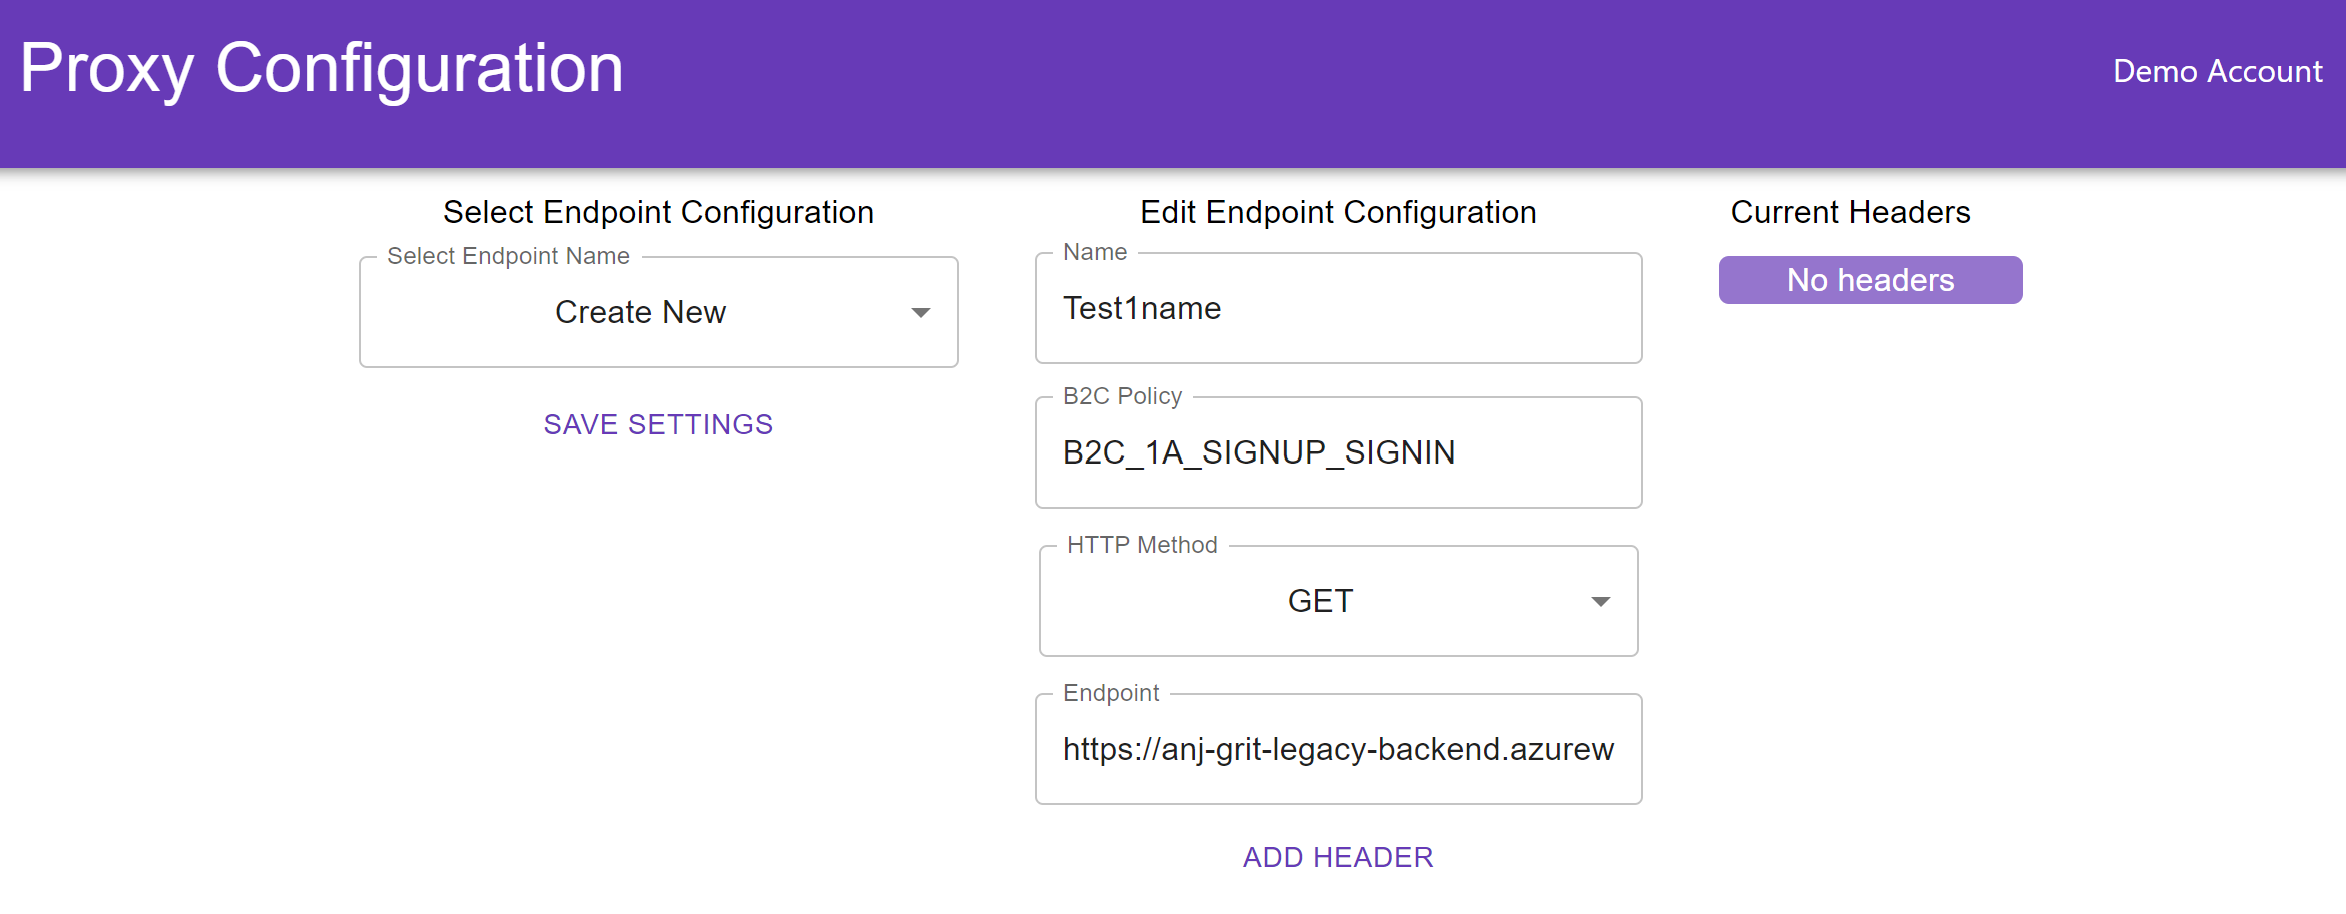 Proxy Configuration
Demo Account
Select Endpoint Configuration
Select Endpoint Name
Create New
SAVE SETTINGS
Edit Endpoint Configuration
Name
Test1name
B2C Policy
B2C_1A_SIGNUP_SIGNIN
HTTP Method
GET
Endpoint
https://anj-grit-legacy-backend.azurew
ADD HEADER
Current Headers
No headers